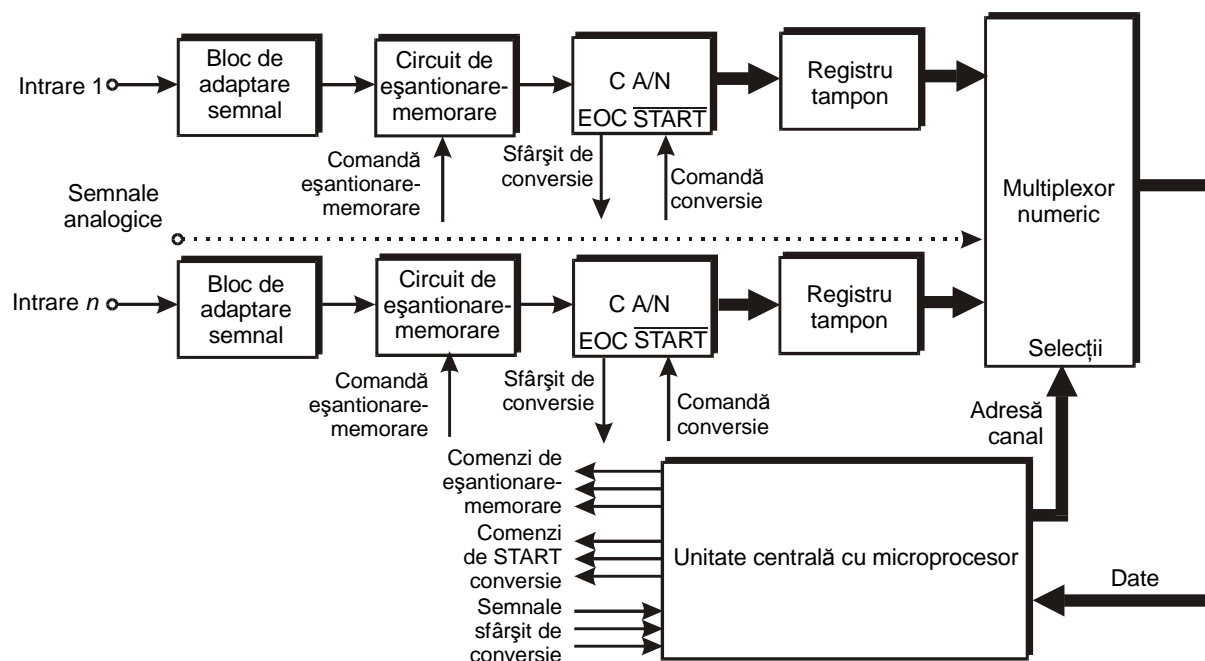 Bloc de
adaptare
semnal
Circuit de
eşantionare-
memorare
C A/N
EOC START
Registru
tampon
Intrare 1
Comandă
eşantionare-
memorare
Sfârşit de
conversie
Comandă
conversie
Semnale
analogice
Multiplexor
numeric
Selecții
Intrare n
Bloc de
adaptare
semnal
Circuit de
eşantionare-
memorare
C A/N
EOC START
Registru
tampon
Comandă
eşantionare-
memorare
Sfârşit de
conversie
Comandă
conversie
Adresă
canal
Comenzi de
eşantionare-
memorare
Comenzi
de START
conversie
Semnale
sfârşit de
conversie
Unitate centrală cu microprocesor
Date